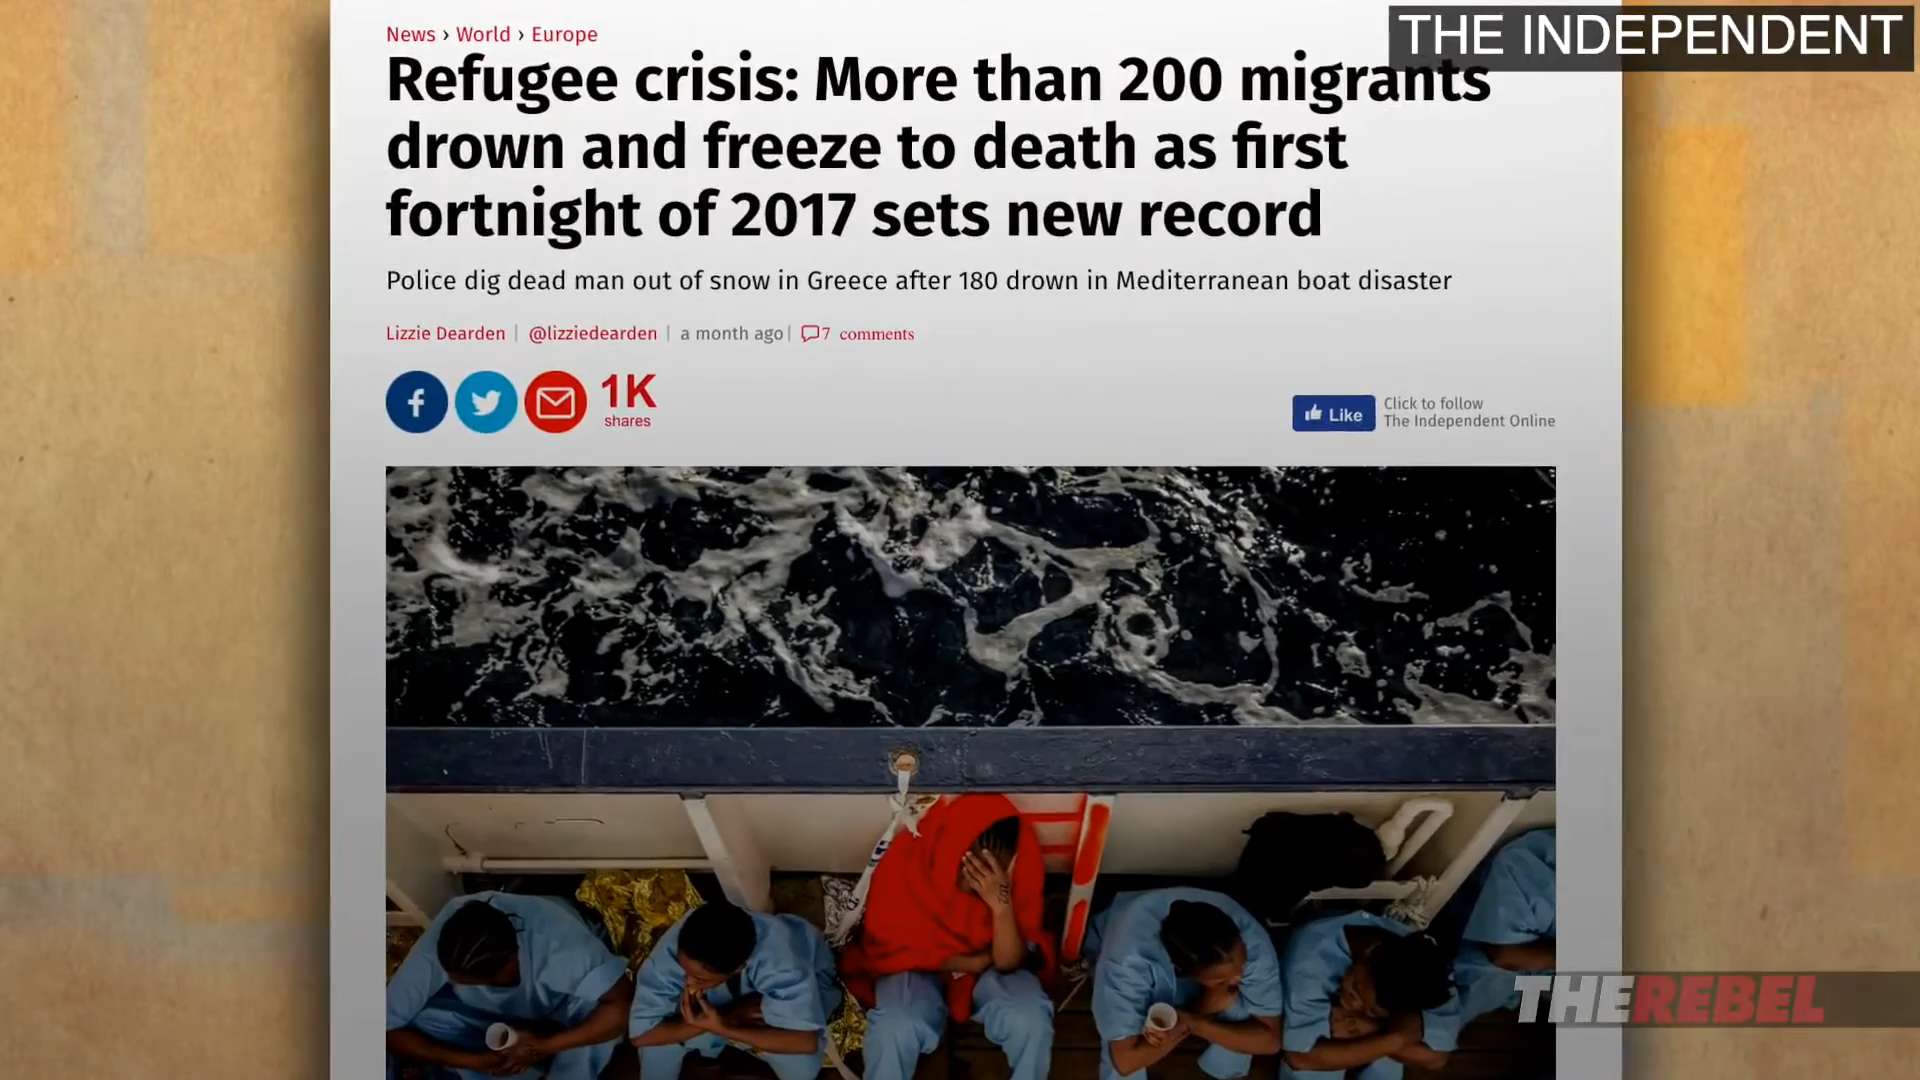 THE INDEPENDENT
News › World › Europe
Refugee crisis: More than 200 migrants
drown and freeze to death as first
fortnight of 2017 sets new record
Police dig dead man out of snow in Greece after 180 drown in Mediterranean boat disaster
Lizzie Dearden | @lizziedearden | a month ago | 7 comments
1K
shares
Like
Click to follow
The Independent Online
THEREBEL